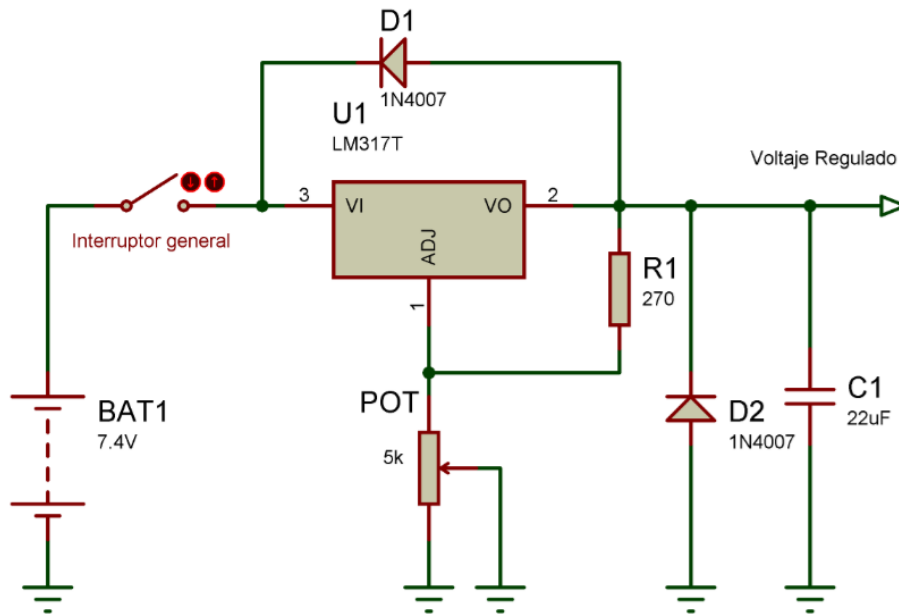 D1
1N4007
U1
LM317T
Voltaje Regulado
3
VI
VO
2
Interruptor general
ADJ
1
R1
270
POT
5k
BAT1
7.4V
D2
1N4007
C1
22uF